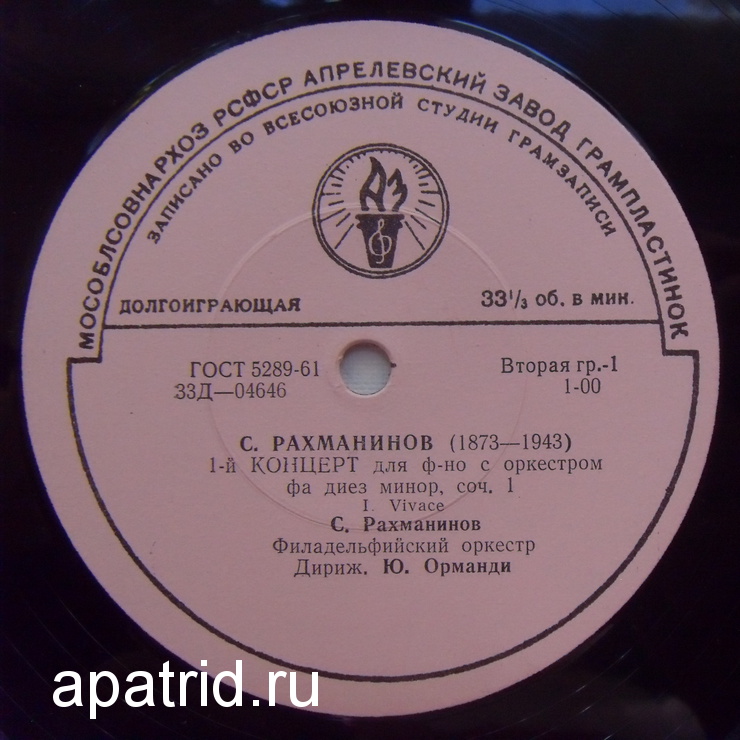 МОСОБЛСОВНАРХОЗ РСФСР АПРЕЛЕВСКИЙ ЗАВОД ГРАМПЛАСТИНОК
ЗАПИСАНО ВО ВСЕСОЮЗНОЙ СТУДИИ ГРАМЗАПИСИ
АЗ
ДОЛГОИГРАЮЩАЯ 33 1/3 об. в мин.
ГОСТ 5289-61 Вторая гр.-1
33Д—04646 1-00
С. РАХМАНИНОВ (1873—1943)
1-й КОНЦЕРТ для ф-но с оркестром
фа диез минор, соч. 1
I. Vivace
С. Рахманинов
Филадельфийский оркестр
Дириж. Ю. Орманди
apatrid.ru